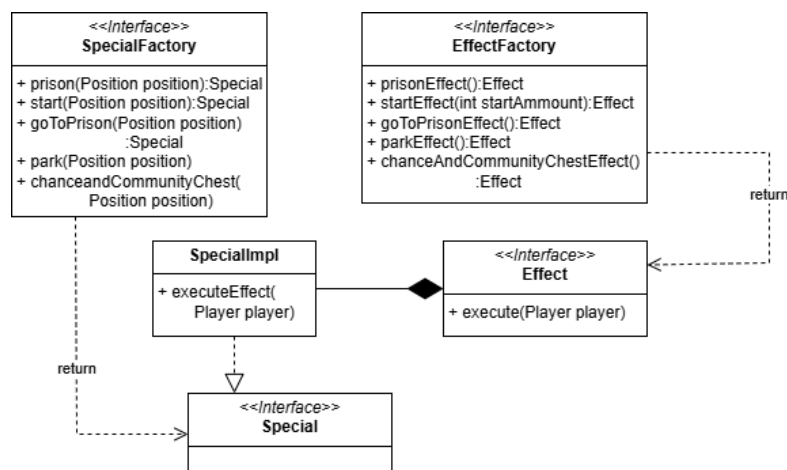 <<Interface>>
SpecialFactory
+ prison(Position position):Special
+ start(Position position):Special
+ goToPrison(Position position)
:Special
+ park(Position position)
+ chanceandCommunityChest(
Position position)
<<Interface>>
EffectFactory
+ prisonEffect():Effect
+ startEffect(int startAmmount):Effect
+ goToPrisonEffect():Effect
+ parkEffect():Effect
+ chanceAndCommunityChestEffect()
:Effect
return
SpecialImpl
+ executeEffect(
Player player)
<<Interface>>
Effect
+ execute(Player player)
return
<<Interface>>
Special